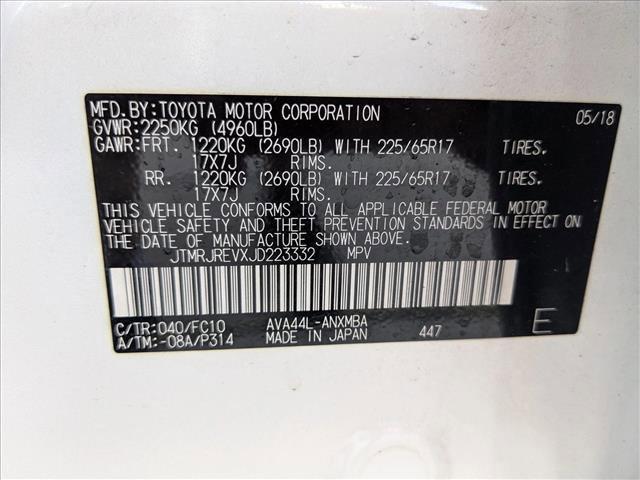 MFD.BY:TOYOTA MOTOR CORPORATION 05/18
GVWR:2250KG (4960LB)
GAWR:FRT. 1220KG (2690LB) WITH 225/65R17 TIRES.
17X7J RIMS.
RR. 1220KG (2690LB) WITH 225/65R17 TIRES.
17X7J RIMS.
THIS VEHICLE CONFORMS TO ALL APPLICABLE FEDERAL MOTOR
VEHICLE SAFETY AND THEFT PREVENTION STANDARDS IN EFFECT ON
THE DATE OF MANUFACTURE SHOWN ABOVE.
JTMRJREVXJD223332 MPV
C/TR:040/FC10 AVA44L-ANXMBA
A/TM:-08A/P314 MADE IN JAPAN 447 E